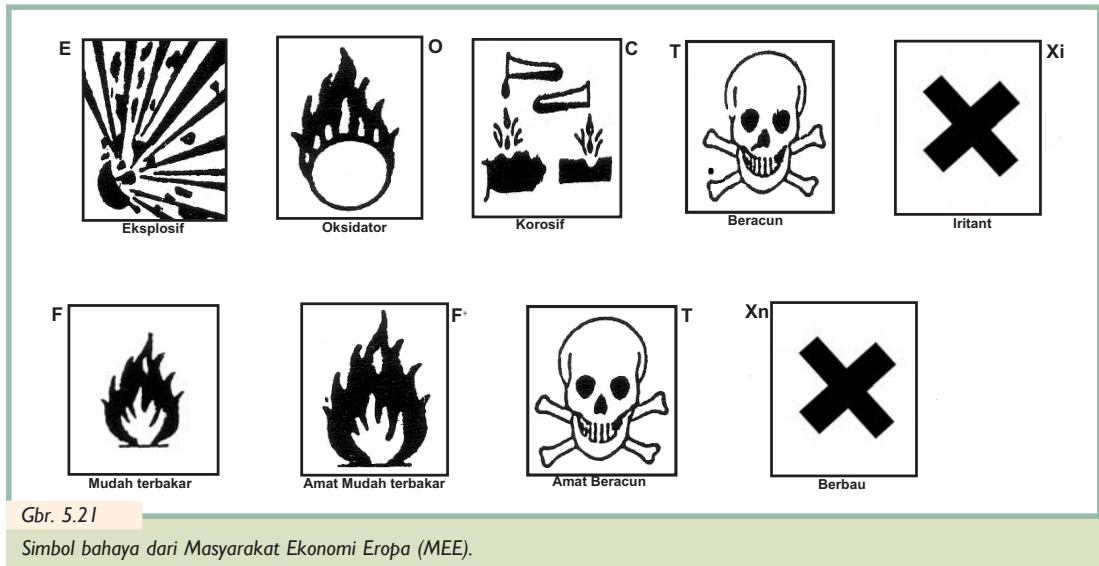 E
O
C
T
Xi
Eksplosif
Oksidator
Korosif
Beracun
Iritant
F
F+
T
Xn
Mudah terbakar
Amat Mudah terbakar
Amat Beracun
Berbau
Gbr. 5.21
Simbol bahaya dari Masyarakat Ekonomi Eropa (MEE).